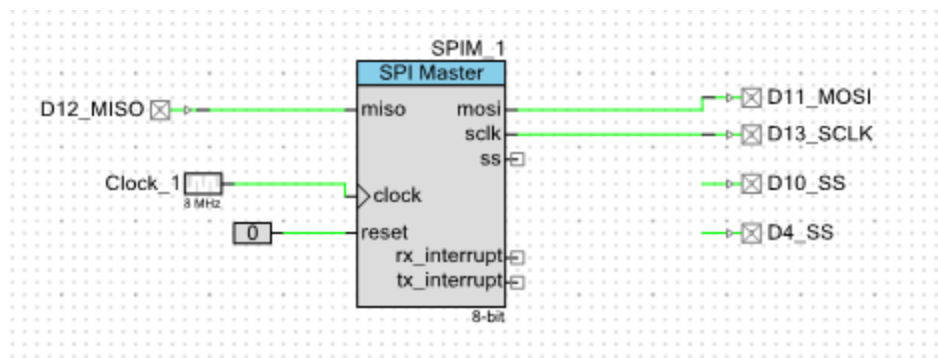 SPIM_1
SPI Master
D12_MISO
miso
mosi
D11_MOSI
sclk
D13_SCLK
ss
Clock_1
8 MHz
clock
D10_SS
0
reset
D4_SS
rx_interrupt
tx_interrupt
8-bit